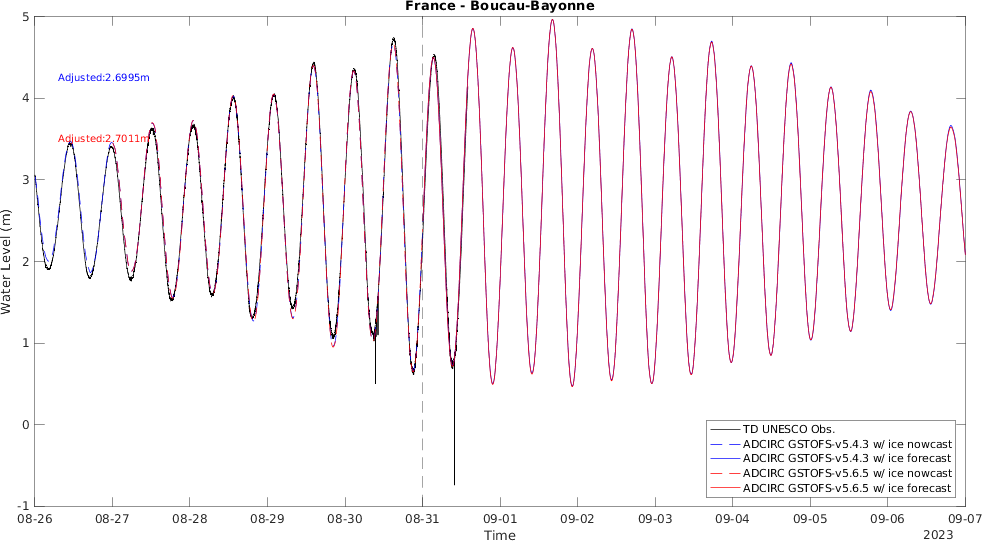 France - Boucau-Bayonne
5
4
3
2
1
0
-1
Water Level (m)
Adjusted:2.6995m
Adjusted:2.7011m
TD UNESCO Obs.
ADCIRC GSTOFS-v5.4.3 w/ ice nowcast
ADCIRC GSTOFS-v5.4.3 w/ ice forecast
ADCIRC GSTOFS-v5.6.5 w/ ice nowcast
ADCIRC GSTOFS-v5.6.5 w/ ice forecast
08-26 08-27 08-28 08-29 08-30 08-31 09-01 09-02 09-03 09-04 09-05 09-06 09-07
Time
2023